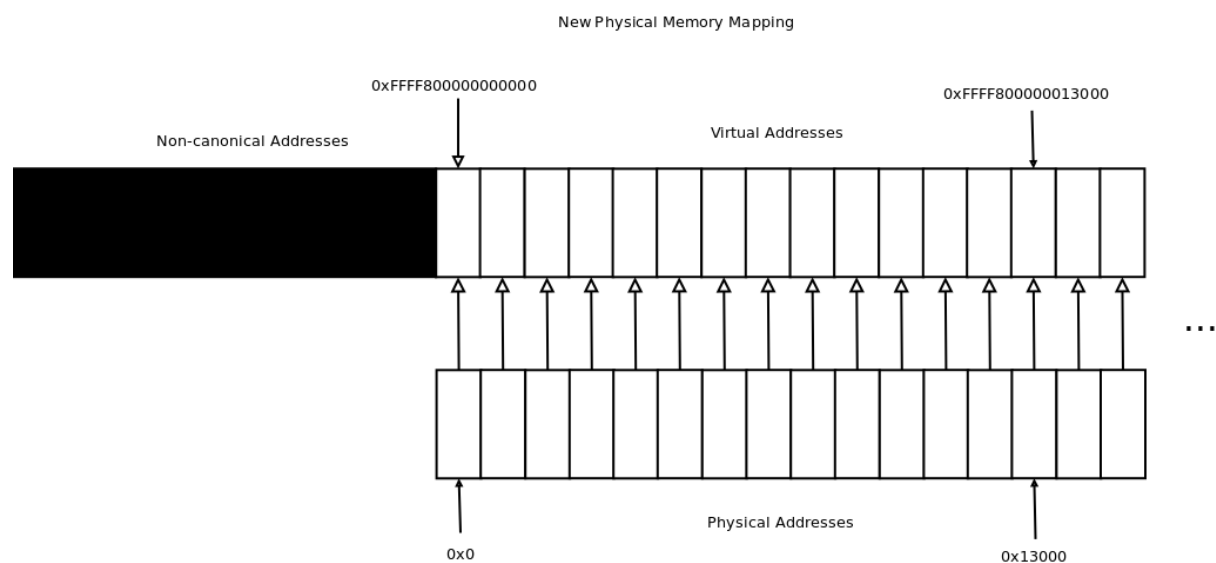 New Physical Memory Mapping
0xFFFF800000000000
0xFFFF800000013000
Non-canonical Addresses
Virtual Addresses
...
Physical Addresses
0x0
0x13000